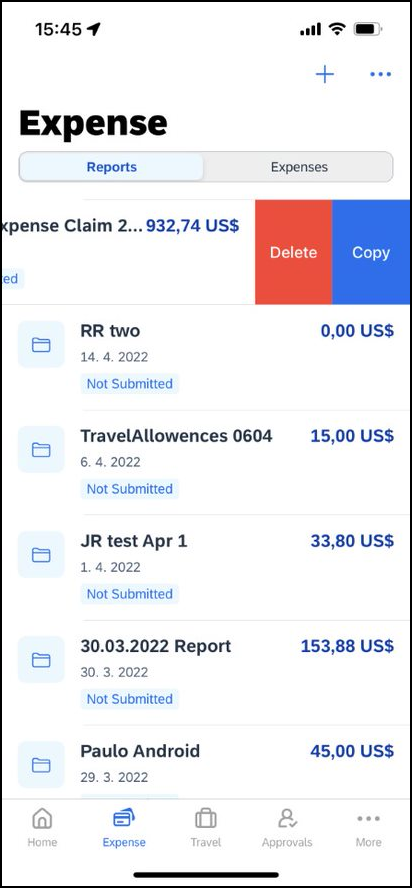 15:45
Expense
Reports Expenses
xpense Claim 2... 932,74 US$ Delete Copy
ed
RR two 0,00 US$
14. 4. 2022
Not Submitted
TravelAllowences 0604 15,00 US$
6. 4. 2022
Not Submitted
JR test Apr 1 33,80 US$
1. 4. 2022
Not Submitted
30.03.2022 Report 153,88 US$
30. 3. 2022
Not Submitted
Paulo Android 45,00 US$
29. 3. 2022
Home Expense Travel Approvals More